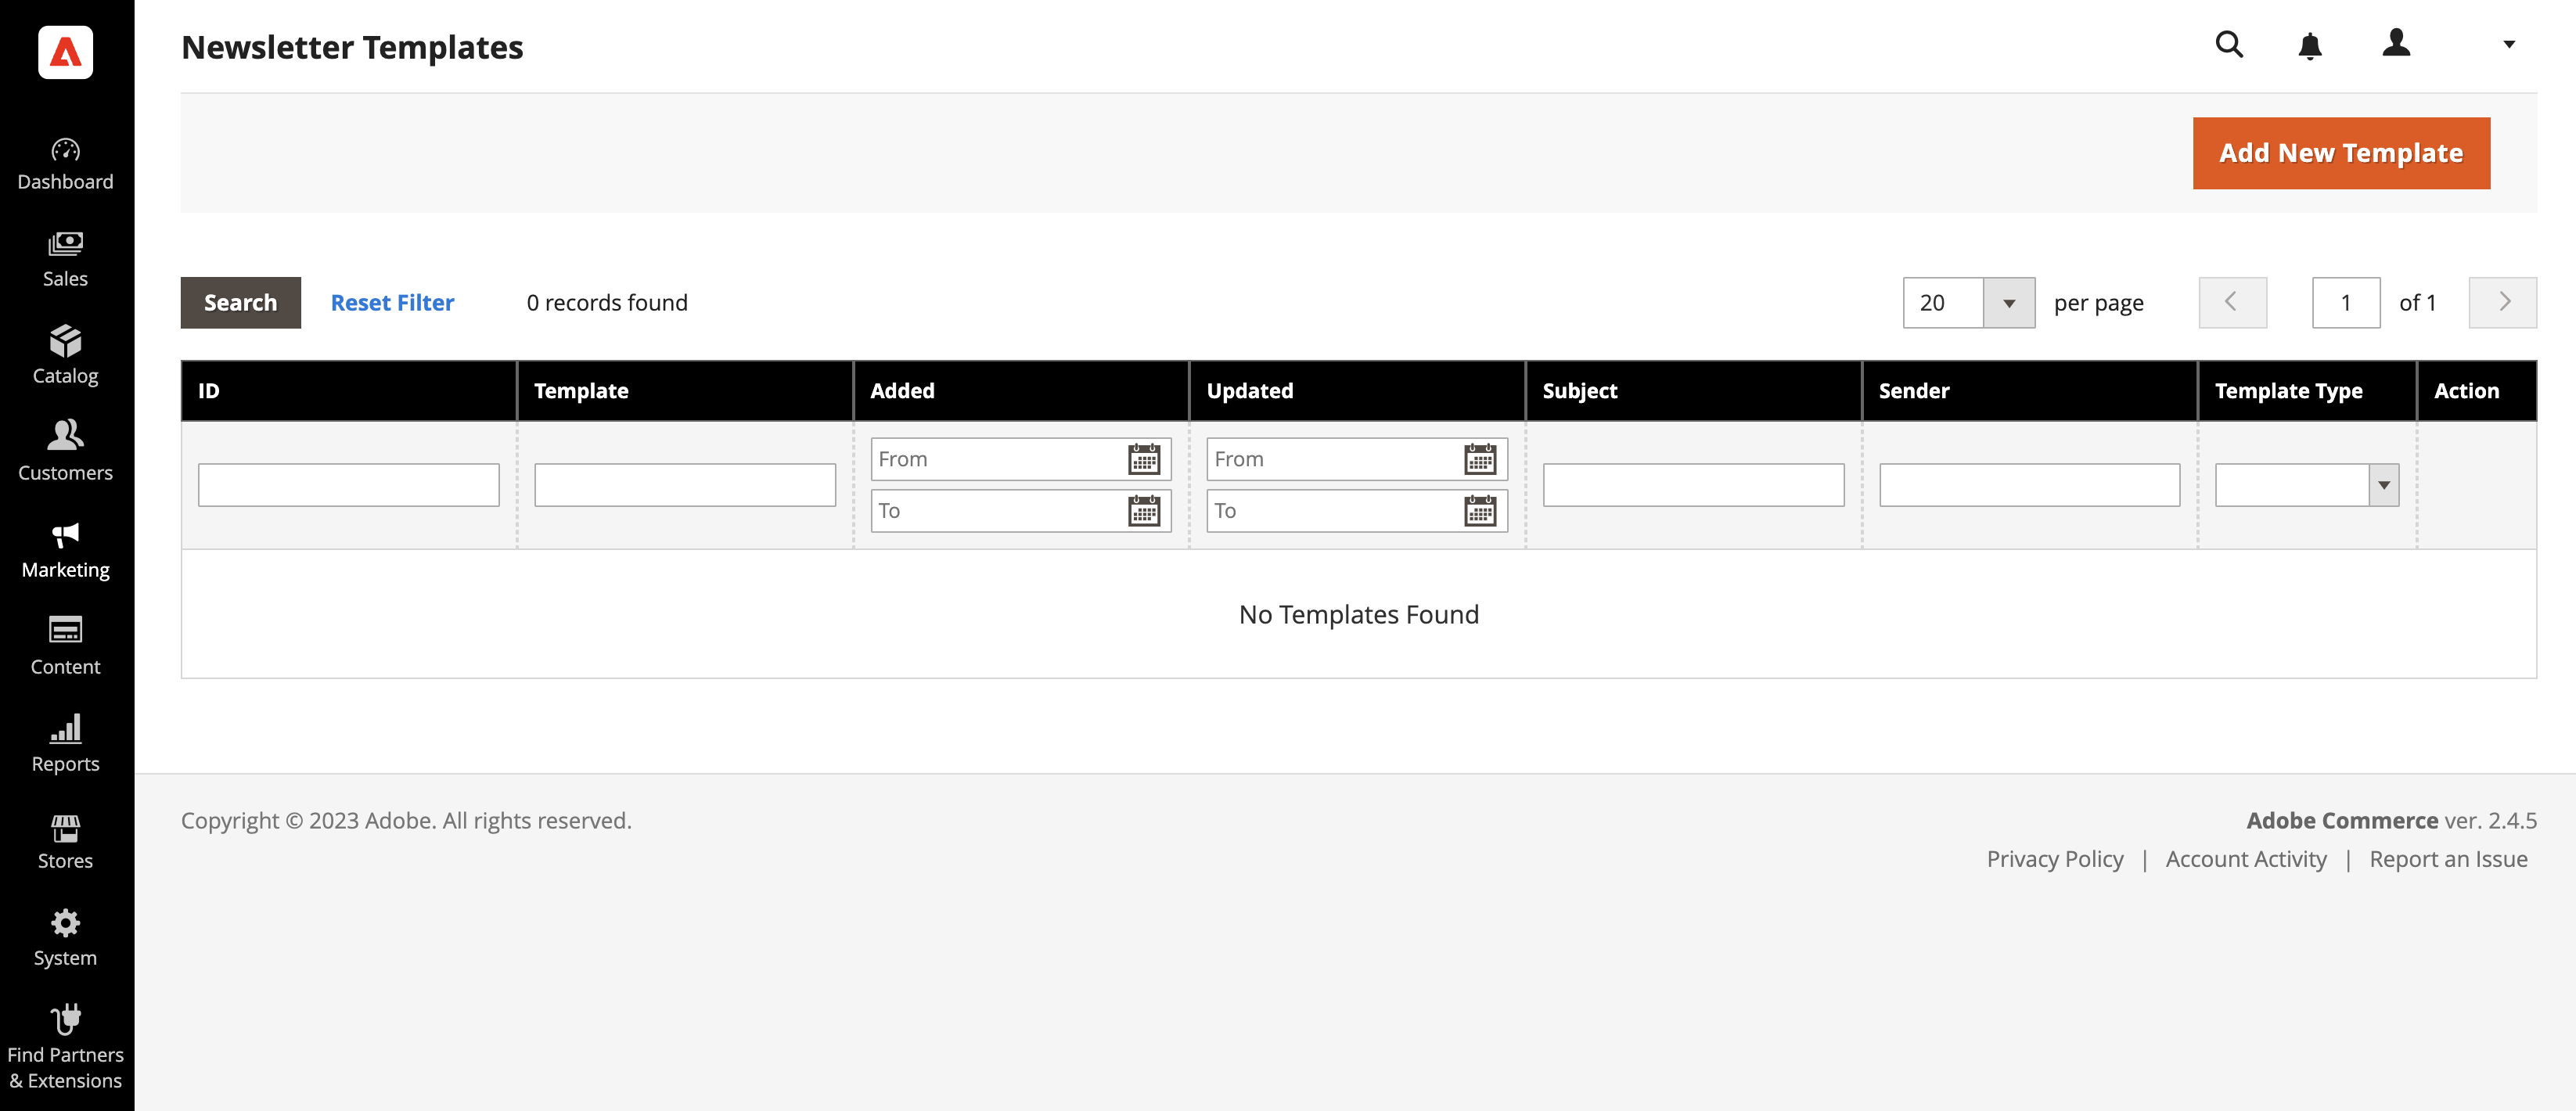 Newsletter Templates
Add New Template
Search Reset Filter 0 records found 20 per page 1 of 1
ID Template Added Updated Subject Sender Template Type Action
From From
To To
No Templates Found
Dashboard
Sales
Catalog
Customers
Marketing
Content
Reports
Stores
System
Find Partners
& Extensions
Copyright © 2023 Adobe. All rights reserved.
Adobe Commerce ver. 2.4.5
Privacy Policy | Account Activity | Report an Issue